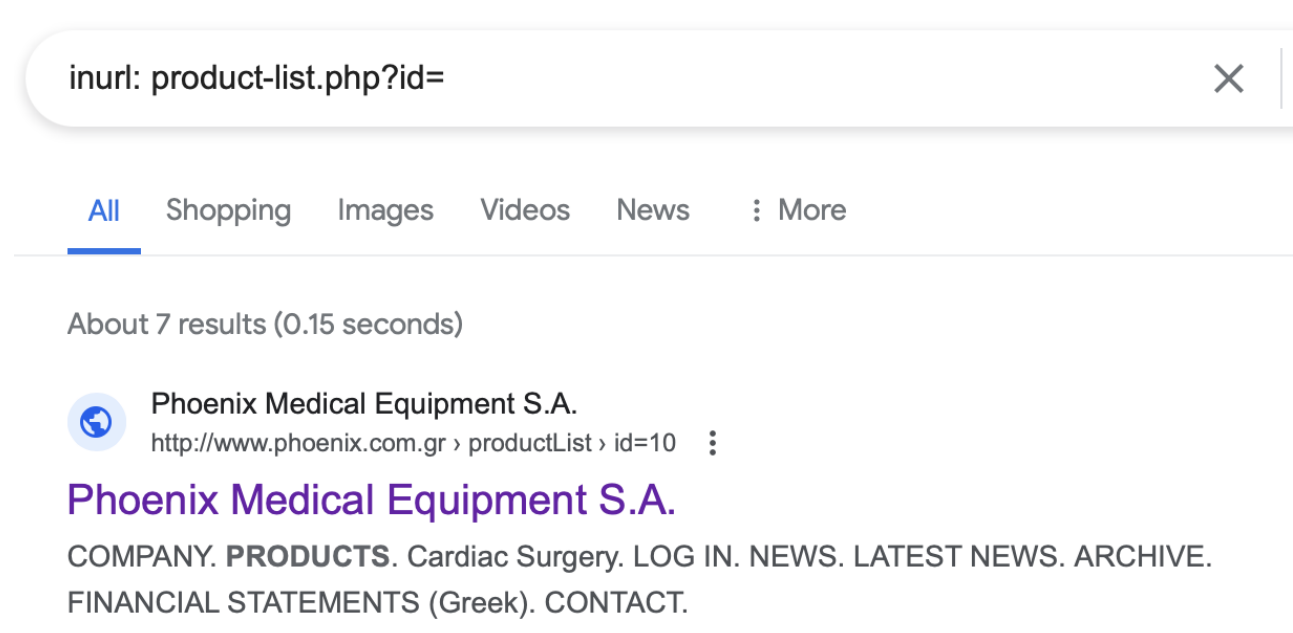 inurl: product-list.php?id=
All Shopping Images Videos News More
About 7 results (0.15 seconds)
Phoenix Medical Equipment S.A.
http://www.phoenix.com.gr › productList › id=10
Phoenix Medical Equipment S.A.
COMPANY. PRODUCTS. Cardiac Surgery. LOG IN. NEWS. LATEST NEWS. ARCHIVE.
FINANCIAL STATEMENTS (Greek). CONTACT.